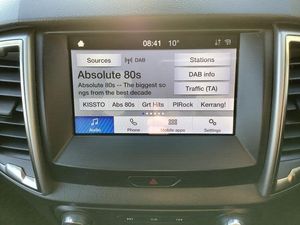 08:41 10°
Sources DAB Stations
Absolute 80s
DAB info
Absolute 80s -- The biggest so
ngs from the best decade
Traffic (TA)
KISSTO Abs 80s Grt Hits PlRock Kerrang!
Audio Phone Mobile apps Settings